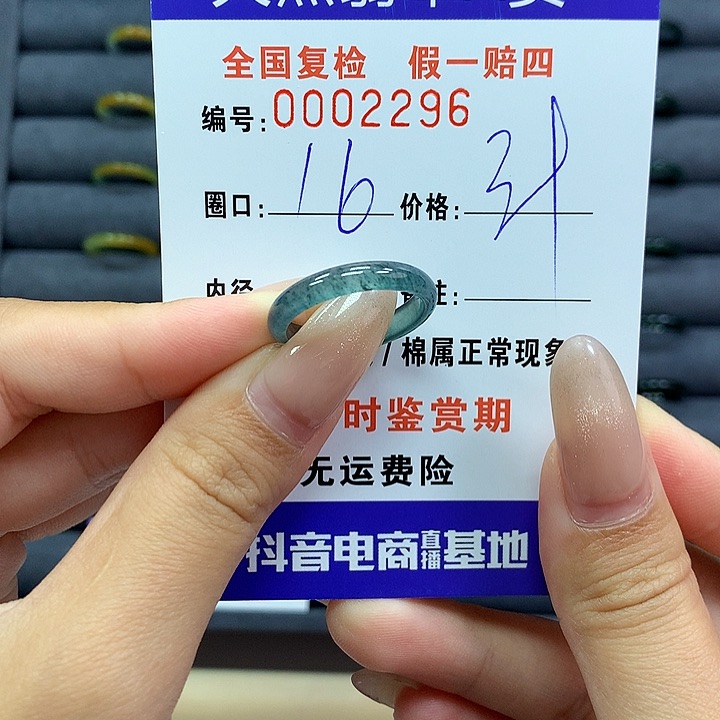 全国复检 假一赔四
编号:0002296
圈口:16 价格:
内径
/棉属正常现象
时鉴赏期
无运费险
抖音电商直播基地